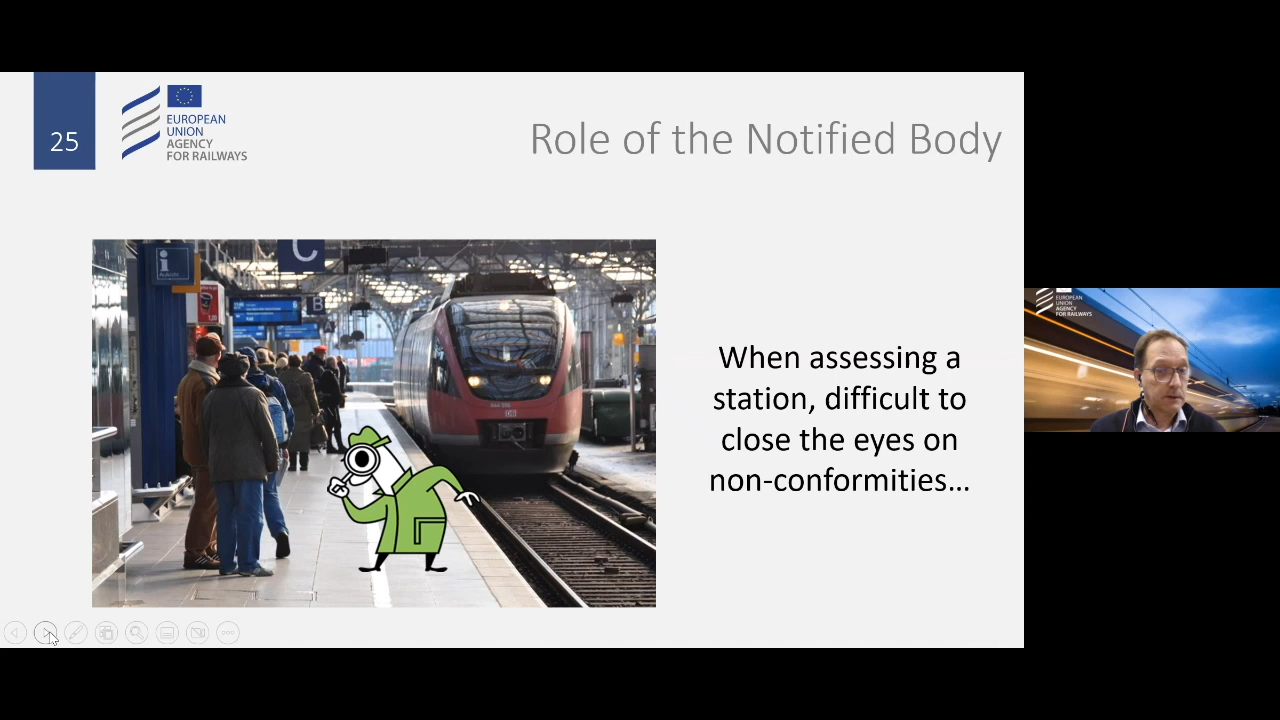 25
EUROPEAN
UNION
AGENCY
FOR RAILWAYS
Role of the Notified Body
C
i
B
DB
When assessing a
station, difficult to
close the eyes on
non-conformities...
EUROPEAN
UNION
AGENCY
FOR RAILWAYS